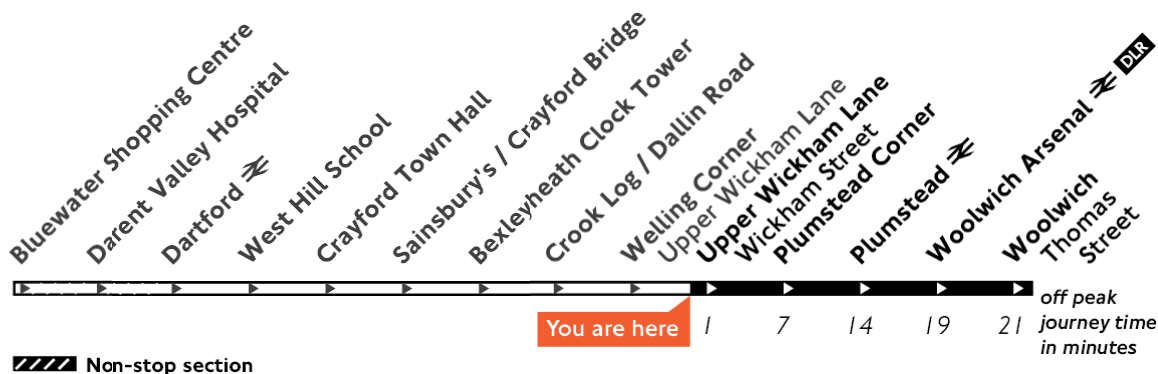 Bluewater Shopping Centre
Darent Valley Hospital
Dartford
West Hill School
Crayford Town Hall
Sainsbury's / Crayford Bridge
Bexleyheath Clock Tower
Crook Log / Dallin Road
Welling Corner
Upper Wickham Lane
Upper Wickham Lane
Wickham Street
Plumstead Corner
Plumstead
Woolwich Arsenal DLR
Woolwich
Thomas
Street
You are here
1 7 14 19 21
off peak
journey time
in minutes
Non-stop section